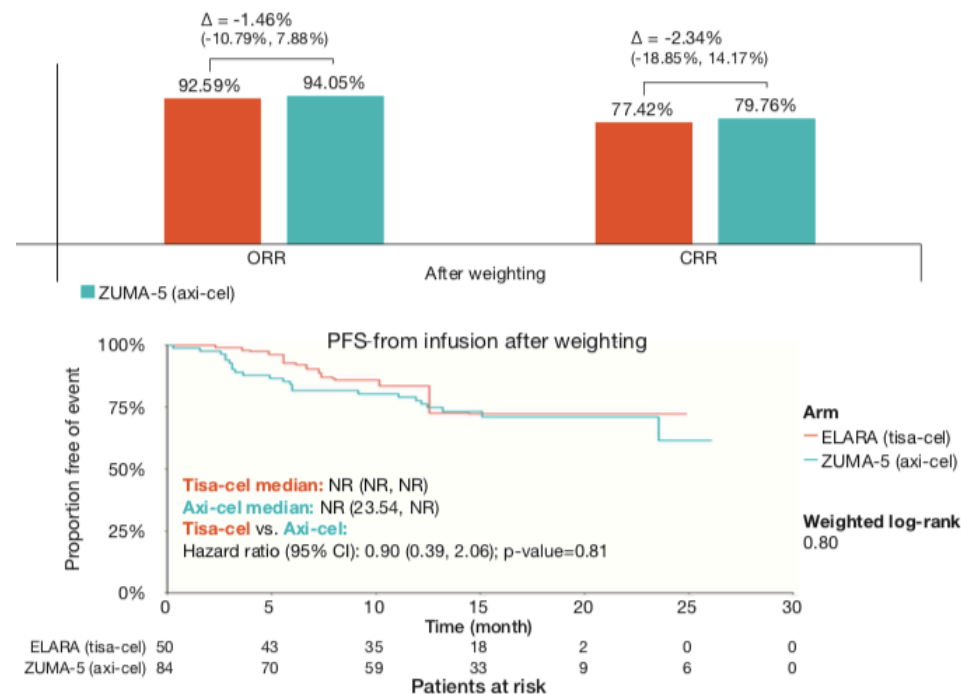 Δ = -1.46%
(-10.79%, 7.88%)
92.59%
94.05%
Δ = -2.34%
(-18.85%, 14.17%)
77.42%
79.76%
ORR
CRR
After weighting
ZUMA-5 (axi-cel)
PFS-from infusion after weighting
Proportion free of event
100%
75%
50%
25%
0%
Tisa-cel median: NR (NR, NR)
Axi-cel median: NR (23.54, NR)
Tisa-cel vs. Axi-cel:
Hazard ratio (95% CI): 0.90 (0.39, 2.06); p-value=0.81
Arm
ELARA (tisa-cel)
ZUMA-5 (axi-cel)
Weighted log-rank
0.80
0 5 10 15 20 25 30
Time (month)
ELARA (tisa-cel) 50 43 35 18 2 0 0
ZUMA-5 (axi-cel) 84 70 59 33 9 6 0
Patients at risk